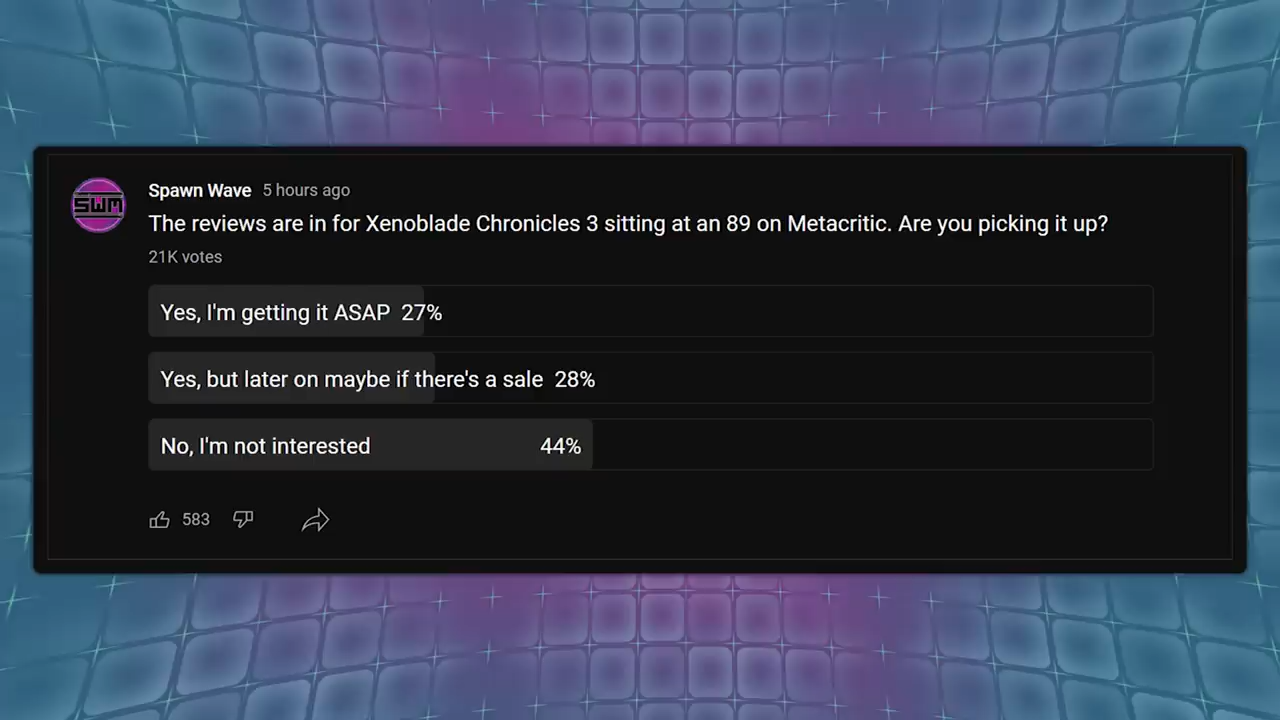 SWM
Spawn Wave 5 hours ago
The reviews are in for Xenoblade Chronicles 3 sitting at an 89 on Metacritic. Are you picking it up?
21K votes
Yes, I'm getting it ASAP 27%
Yes, but later on maybe if there's a sale 28%
No, I'm not interested 44%
583